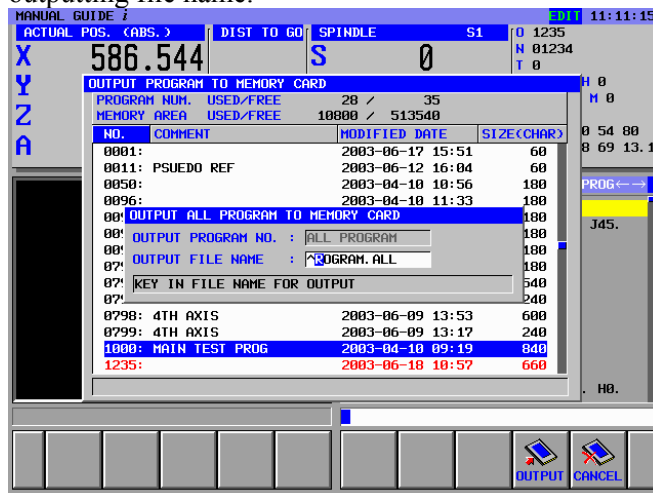 outputting file name.
MANUAL GUIDE i EDIT 11:11:15
ACTUAL POS. (ABS.) DIST TO GO SPINDLE S1 O 1235
N 01234
X 586.544 S 0 T 0
Y H 0
M 0
Z
A
0 54 80
8 69 13.1
OUTPUT PROGRAM TO MEMORY CARD
PROGRAM NUM. USED/FREE 28 / 35
MEMORY AREA USED/FREE 10800 / 513540
NO. COMMENT MODIFIED DATE SIZE(CHAR)
0001: 2003-06-17 15:51 60
0011: PSUEDO REF 2003-06-12 16:04 60
0050: 2003-04-10 10:56 180
0096: 2003-04-10 11:33 180
PROG←→
J45.
180
180
180
180
540
240
OUTPUT ALL PROGRAM TO MEMORY CARD
OUTPUT PROGRAM NO. : ALL PROGRAM
OUTPUT FILE NAME : ROGRAM.ALL
KEY IN FILE NAME FOR OUTPUT
0798: 4TH AXIS 2003-06-09 13:53 600
0799: 4TH AXIS 2003-06-09 13:17 240
1000: MAIN TEST PROG 2003-04-10 09:19 840
1235: 2003-06-18 10:57 660
. H0.
OUTPUT CANCEL